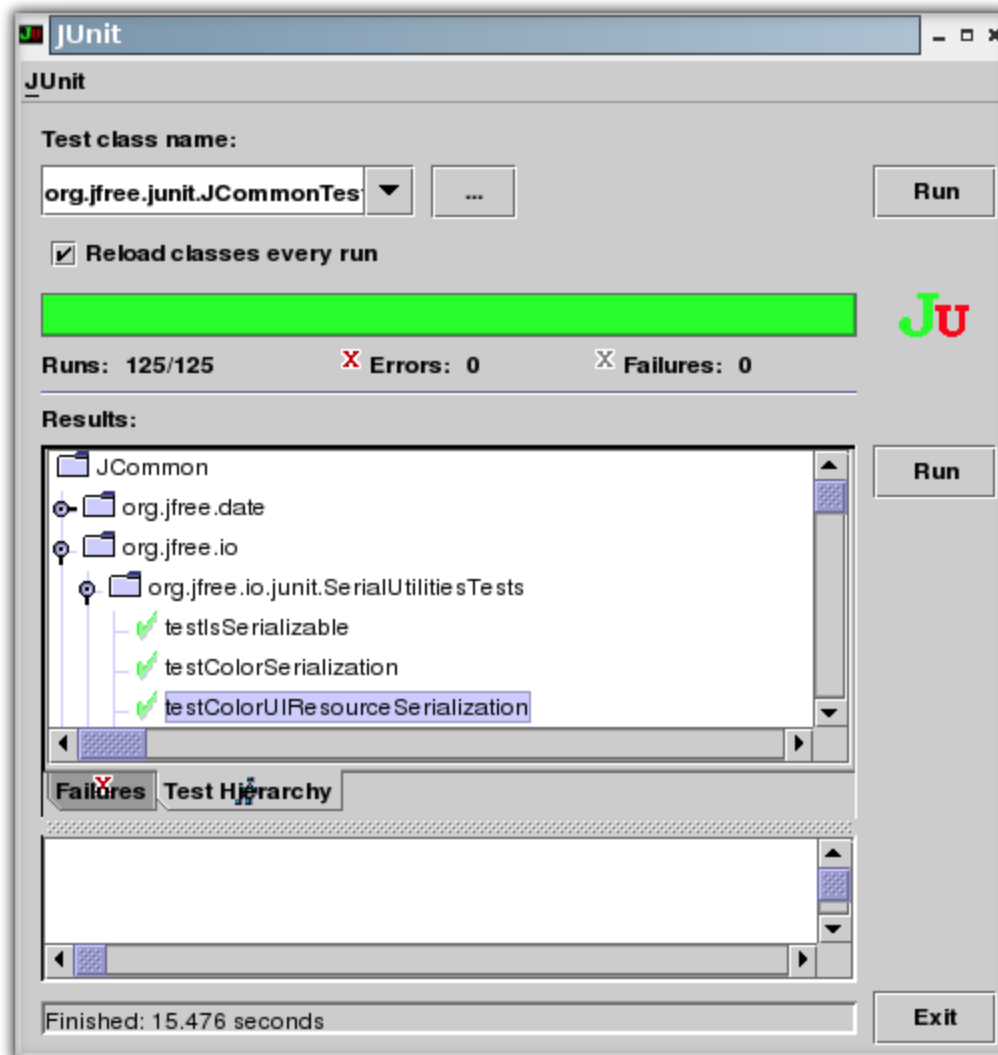 JUnit
JUnit
Test class name:
org.jfree.junit.JCommonTes
...
Run
Reload classes every run
JU
Runs: 125/125 X Errors: 0 X Failures: 0
Results:
JCommon
Run
org.jfree.date
org.jfree.io
org.jfree.io.junit.SerialUtilitiesTests
testIsSerializable
testColorSerialization
testColorUIResourceSerialization
Failures Test Hierarchy
Finished: 15.476 seconds
Exit